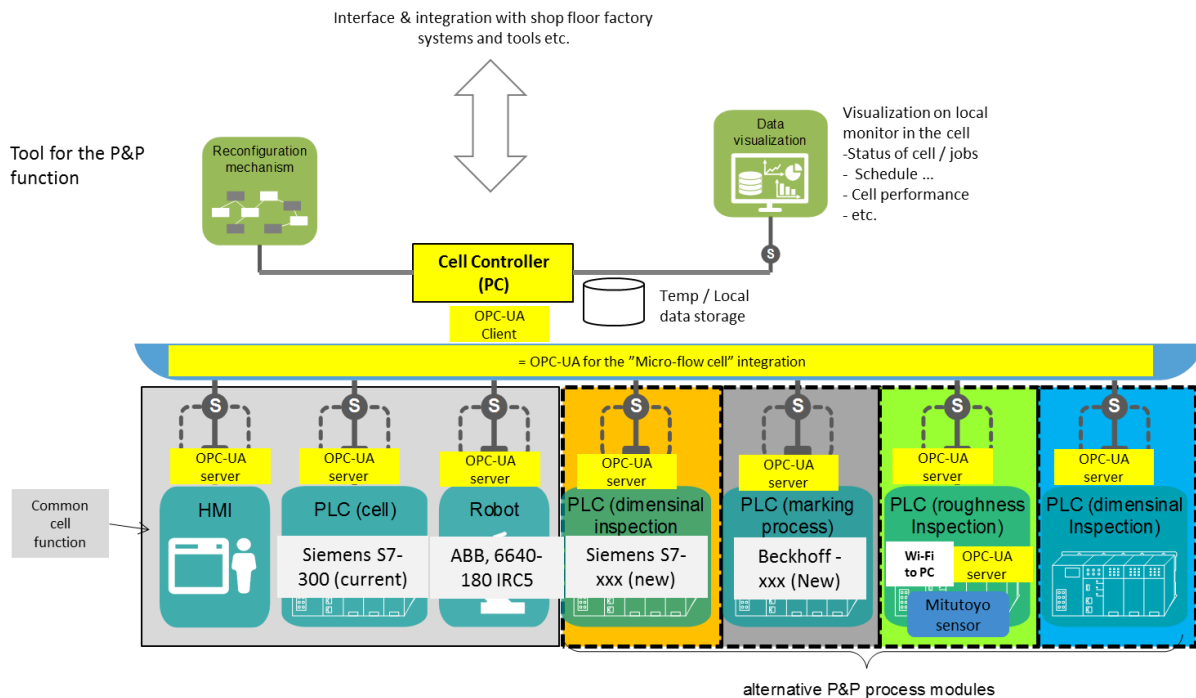 Interface & integration with shop floor factory
systems and tools etc.
Tool for the P&P
function
Reconfiguration
mechanism
Data
visualization
Visualization on local
monitor in the cell
-Status of cell / jobs
- Schedule ...
- Cell performance
- etc.
S
Cell Controller
(PC)
Temp / Local
data storage
OPC-UA
Client
= OPC-UA for the ”Micro-flow cell” integration
S
S
S
S
S
S
S
OPC-UA
server
OPC-UA
server
OPC-UA
server
OPC-UA
server
OPC-UA
server
OPC-UA
server
OPC-UA
server
Common
cell
function
HMI
PLC (cell)
Siemens S7-
300 (current)
Robot
ABB, 6640-
180 IRC5
PLC (dimensinal
inspection
Siemens S7-
xxx (new)
PLC (marking
process)
Beckhoff -
xxx (New)
PLC (roughness
Inspection)
Wi-Fi
to PC
OPC-UA
server
Mitutoyo
sensor
PLC (dimensinal
Inspection)
alternative P&P process modules